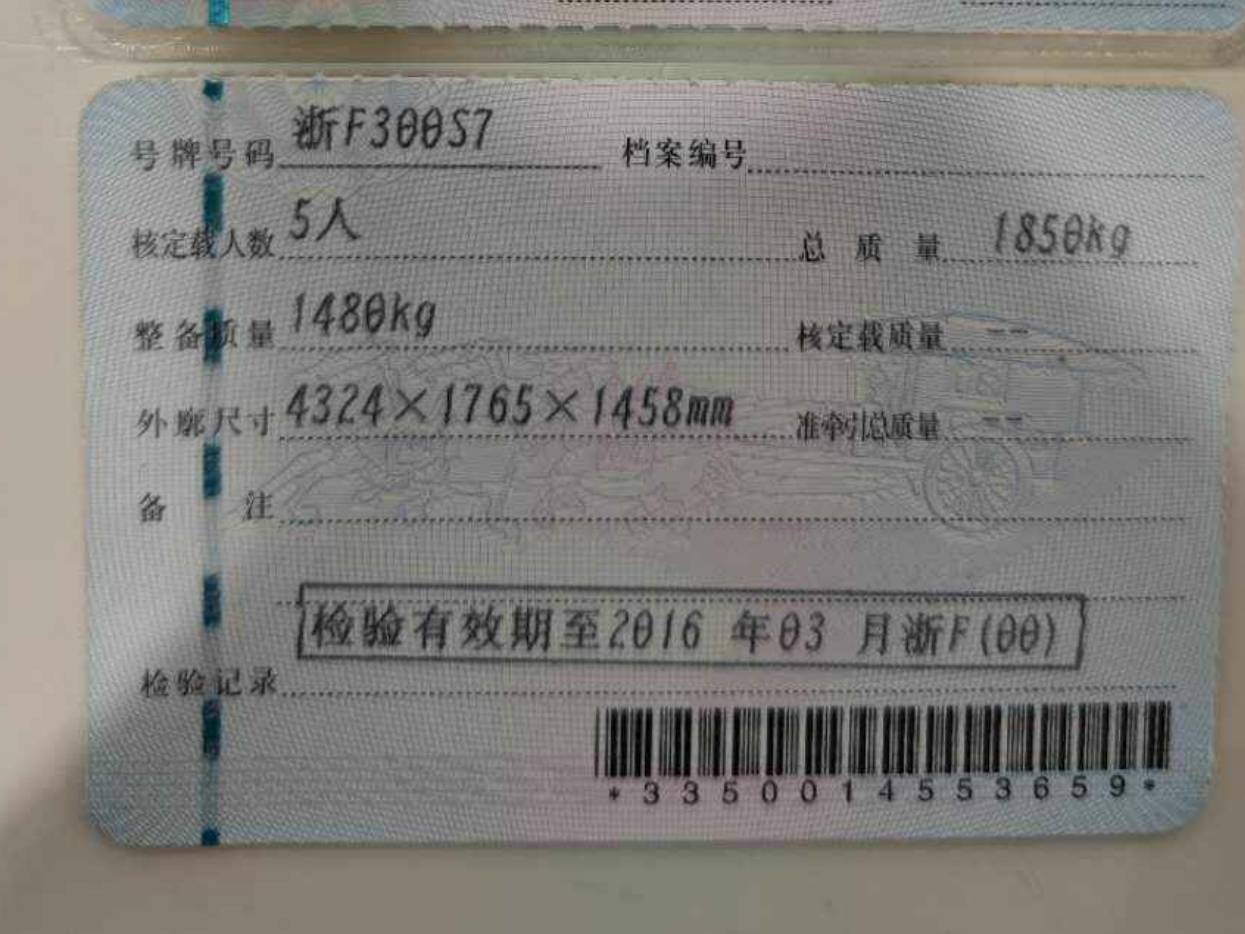 号牌号码 浙F300S7 档案编号
核定载人数 5人 总质量 1850kg
整备质量 1480kg 核定载质量 --
外廓尺寸 4324×1765×1458mm 准牵引总质量 --
备注
检验有效期至2016 年03 月浙F(00)
检验记录
*3350014553659*